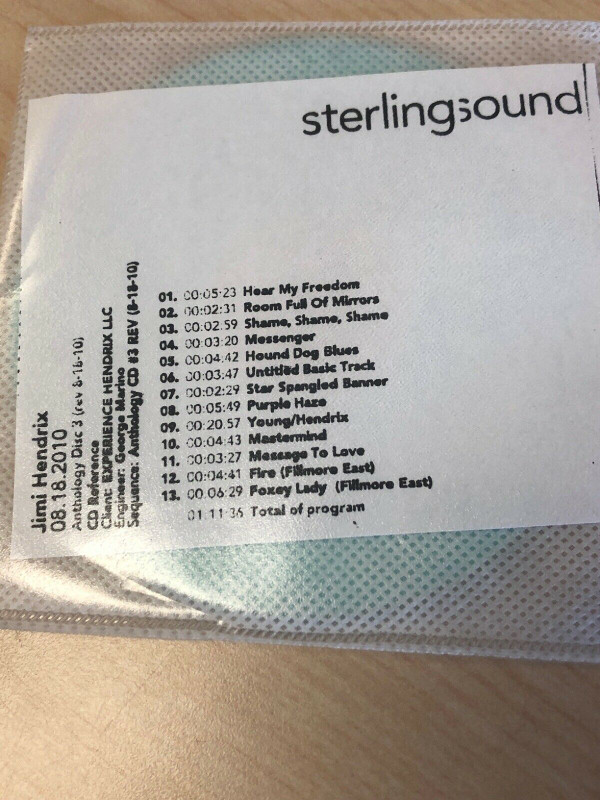 sterlingsound
Jimi Hendrix
08.18.2010
Anthology Disc 3 (rev 8-18-10)
CD Reference
Client: EXPERIENCE HENDRIX LLC
Engineer: George Marino
Sequence: Anthology CD #3 REV (8-18-10)
01. 00:05:23 Hear My Freedom
02. 00:02:31 Room Full Of Mirrors
03. 00:02:59 Shame, Shame, Shame
04. 00:03:20 Messenger
05. 00:04:42 Hound Dog Blues
06. 00:03:47 Untitled Basic Track
07. 00:02:29 Star Spangled Banner
08. 00:05:49 Purple Haze
09. 00:20:57 Young/Hendrix
10. 00:04:43 Mastermind
11. 00:03:27 Message To Love
12. 00:04:41 Fire (Fillmore East)
13. 00:06:29 Foxey Lady (Fillmore East)
01:11:36 Total of program